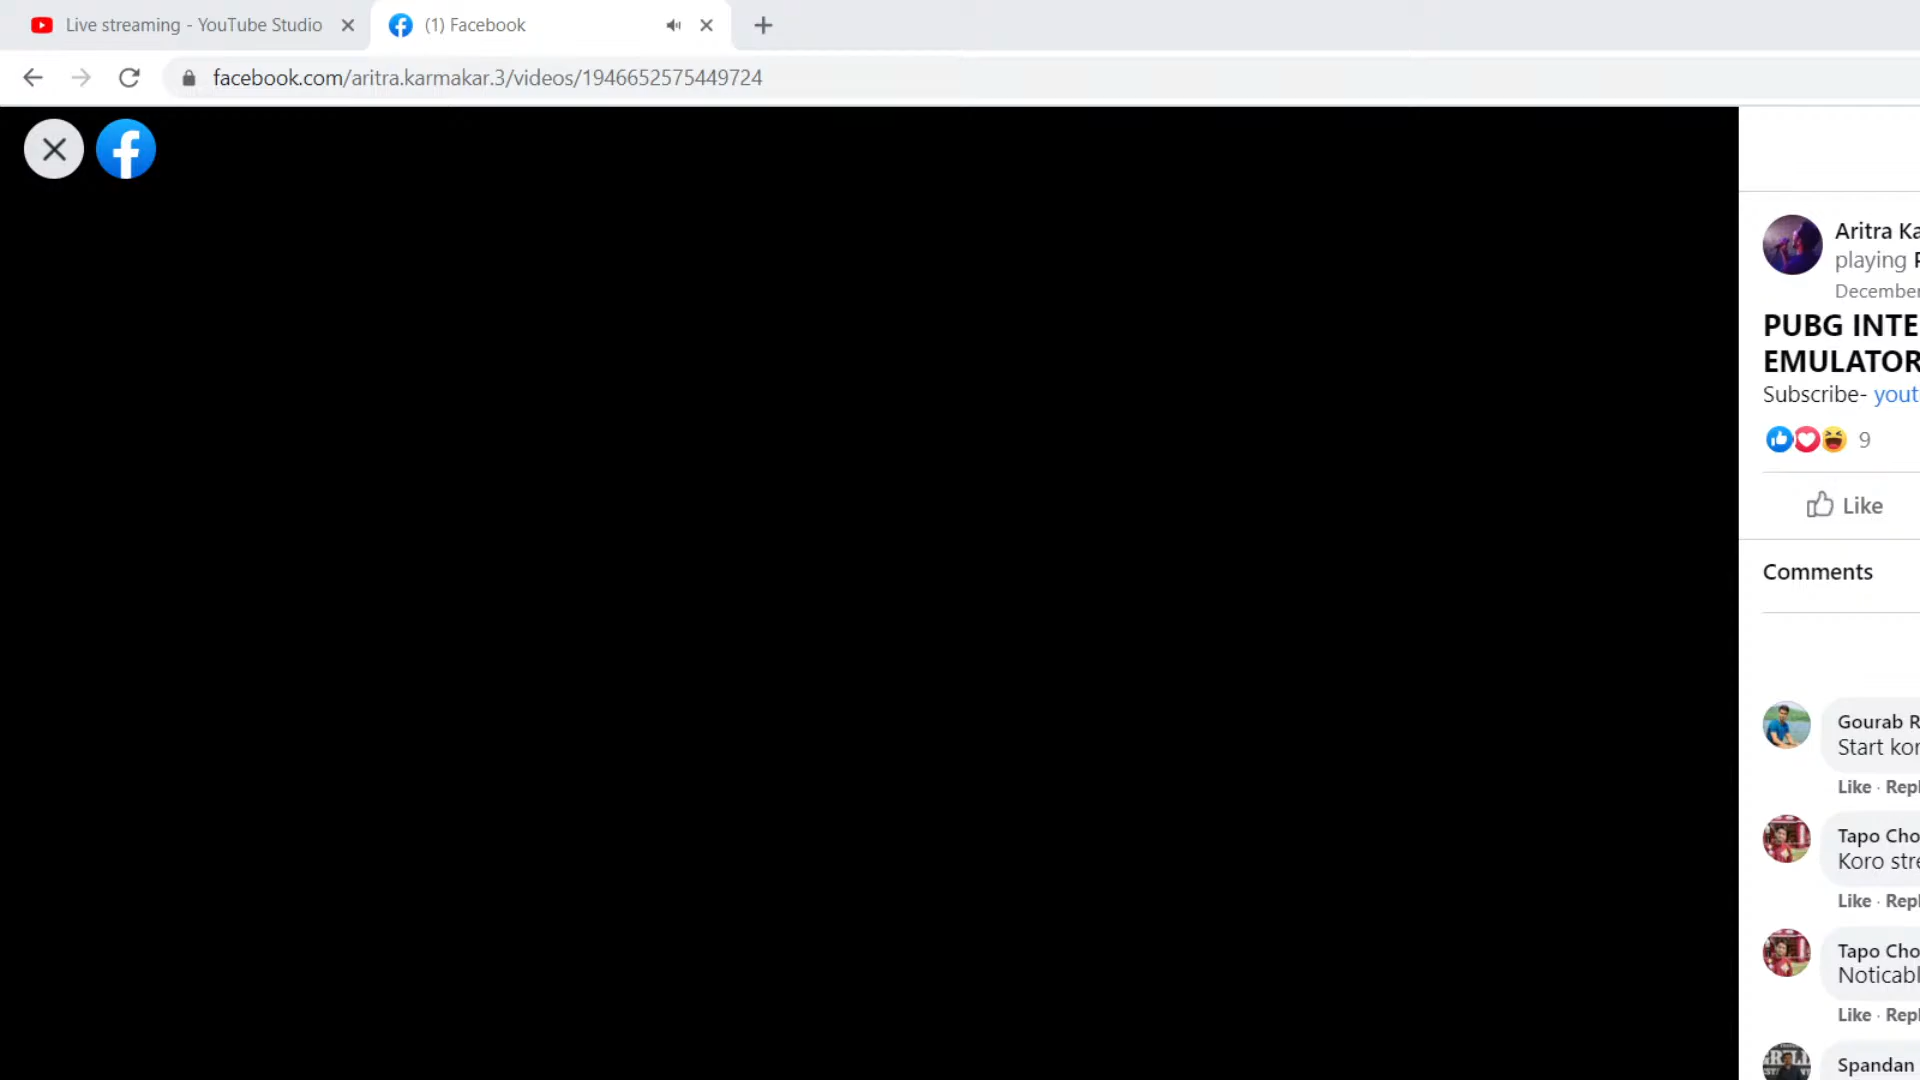 Live streaming - YouTube Studio
(1) Facebook
facebook.com/aritra.karmakar.3/videos/1946652575449724
Aritra Ka
playing P
December
PUBG INTE
EMULATOR
Subscribe- yout
9
Like
Comments
Gourab R
Start kor
Like · Repl
Tapo Cho
Koro stre
Like · Repl
Tapo Cho
Noticabl
Like · Repl
Spandan